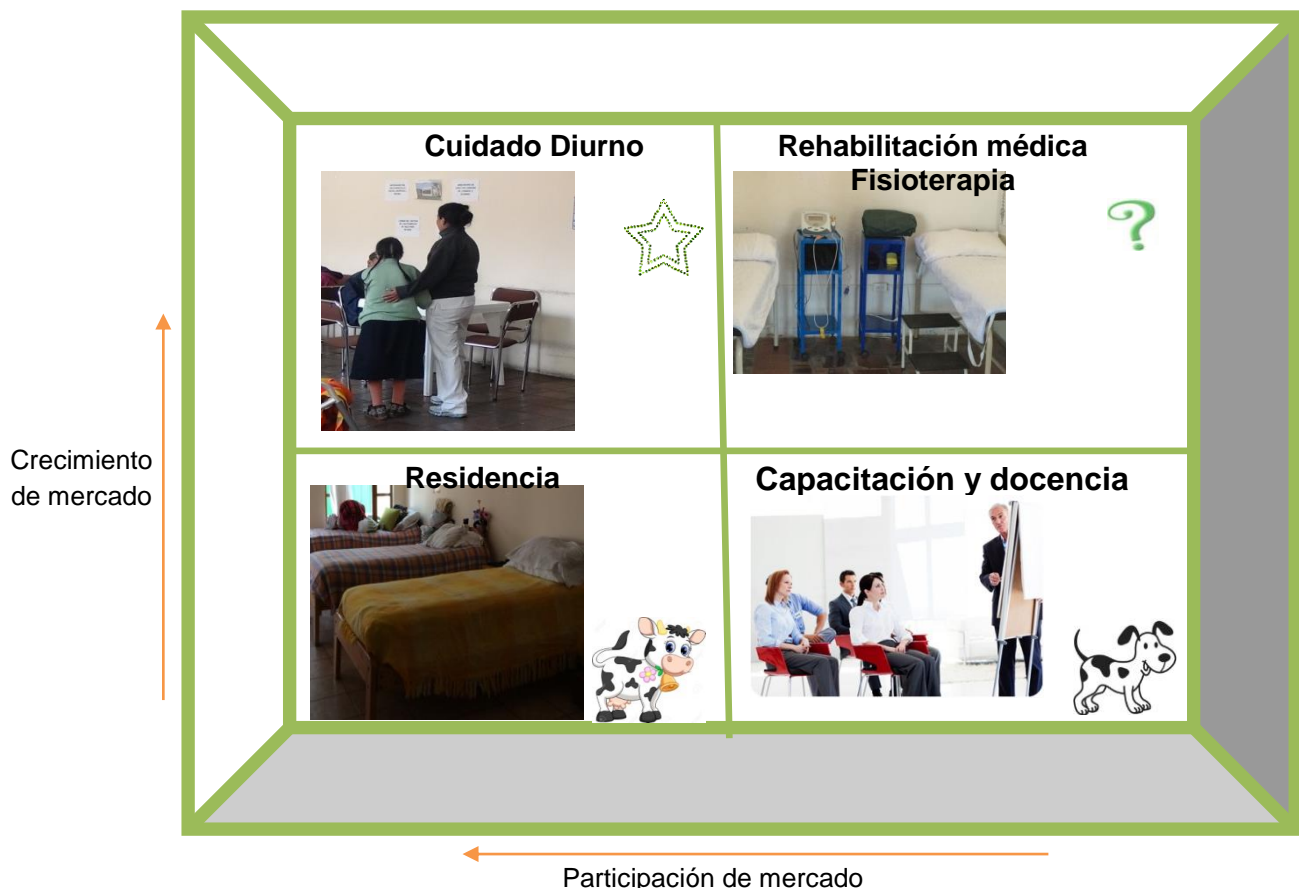 Cuidado Diurno
Rehabilitación médica
Fisioterapia
?
Crecimiento
de mercado
Residencia
Capacitación y docencia
Participación de mercado